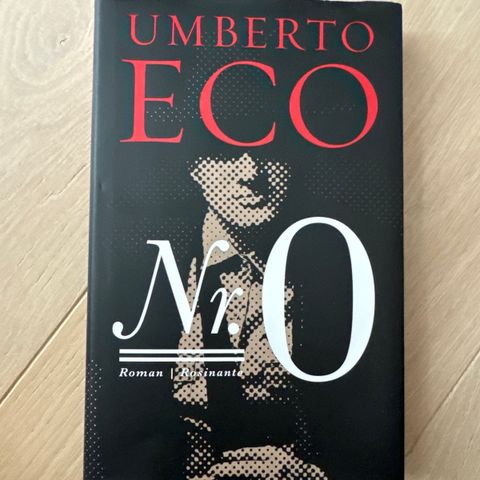 UMBERTO
ECO
Nr. 0
Roman | Rosinante